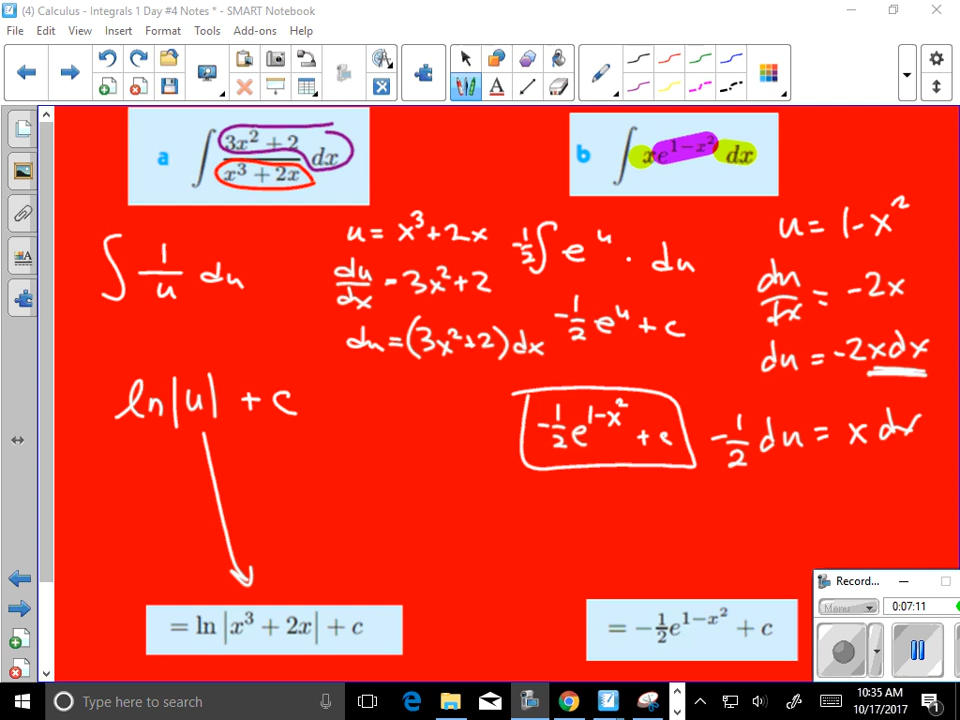 (4) Calculus - Integrals 1 Day #4 Notes * - SMART Notebook
File Edit View Insert Format Tools Add-ons Help
a ∫ (3x² + 2)/(x³ + 2x) dx
b ∫ xe^(1−x²) dx
∫ 1/u du
u = x³ + 2x
du/dx = 3x² + 2
du = (3x² + 2) dx
ln|u| + c
-1/2 ∫ e^u · du
-1/2 e^u + c
-1/2 e^(1-x²) + c
u = 1 - x²
du/dx = -2x
du = -2xdx
-1/2 du = x dx
= ln |x³ + 2x| + c
= −1/2 e^(1−x²) + c
Record...
Menu
0:07:11
Type here to search
10:35 AM
10/17/2017
1